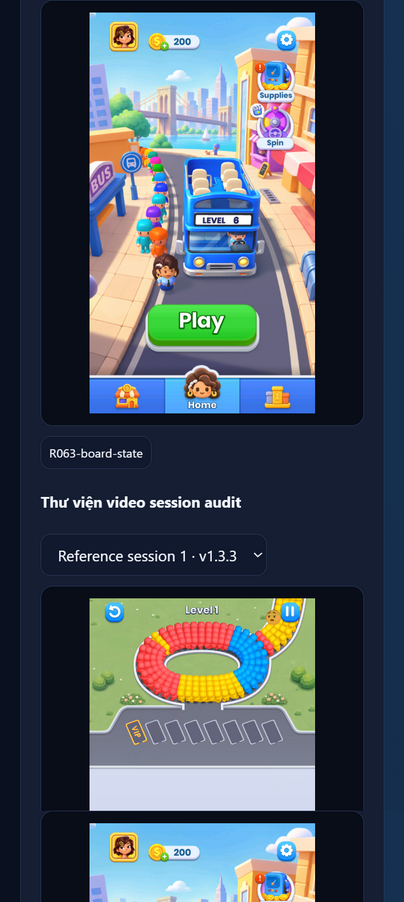 200
Supplies
Spin
BUS
LEVEL 6
Play
Home
R063-board-state
Thư viện video session audit
Reference session 1 · v1.3.3
Level 1
VIP
200